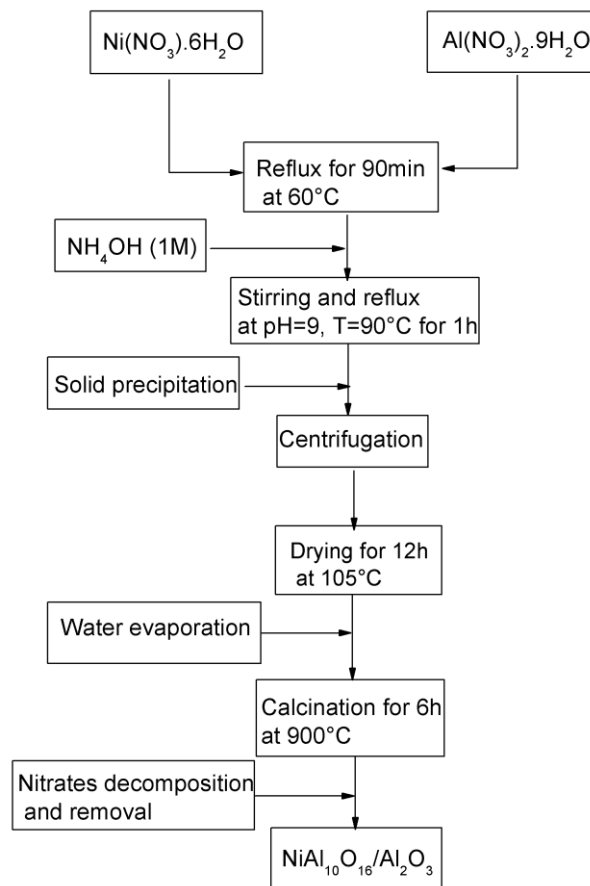 Ni(NO₃).6H₂O
Al(NO₃)₂.9H₂O
Reflux for 90min
at 60°C
NH₄OH (1M)
Stirring and reflux
at pH=9, T=90°C for 1h
Solid precipitation
Centrifugation
Drying for 12h
at 105°C
Water evaporation
Calcination for 6h
at 900°C
Nitrates decomposition
and removal
NiAl₁₀O₁₆/Al₂O₃